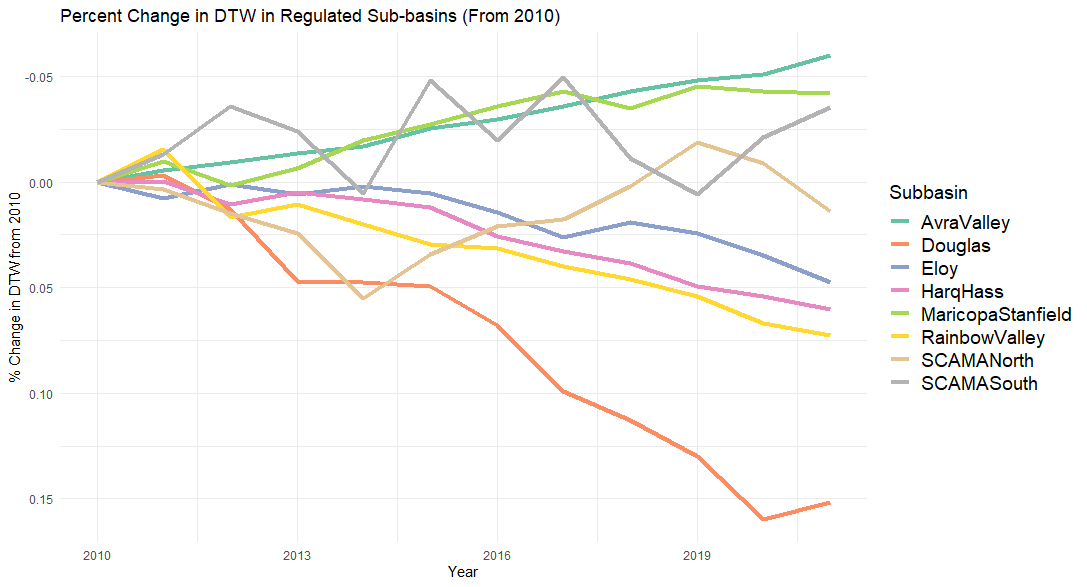 Percent Change in DTW in Regulated Sub-basins (From 2010)
% Change in DTW from 2010
-0.05
0.00
0.05
0.10
0.15
2010
2013
2016
2019
Year
Subbasin
AvraValley
Douglas
Eloy
HarqHass
MaricopaStanfield
RainbowValley
SCAMANorth
SCAMASouth